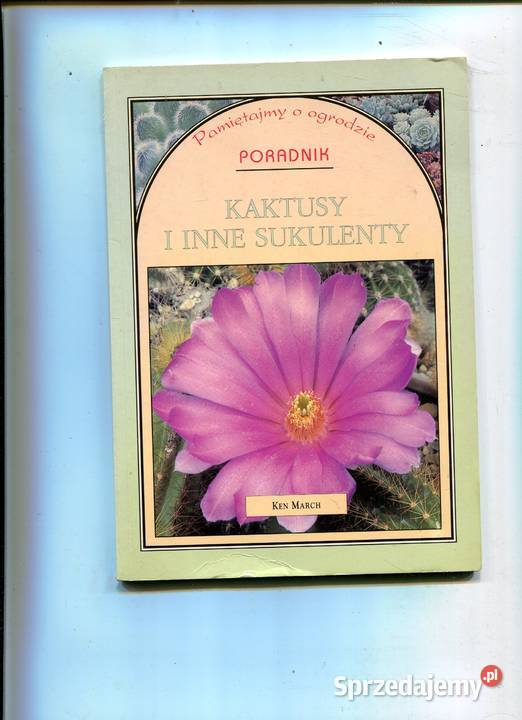 Pamiętajmy o ogrodzie
PORADNIK
KAKTUSY
I INNE SUKULENTY
KEN MARCH
Sprzedajemy.pl